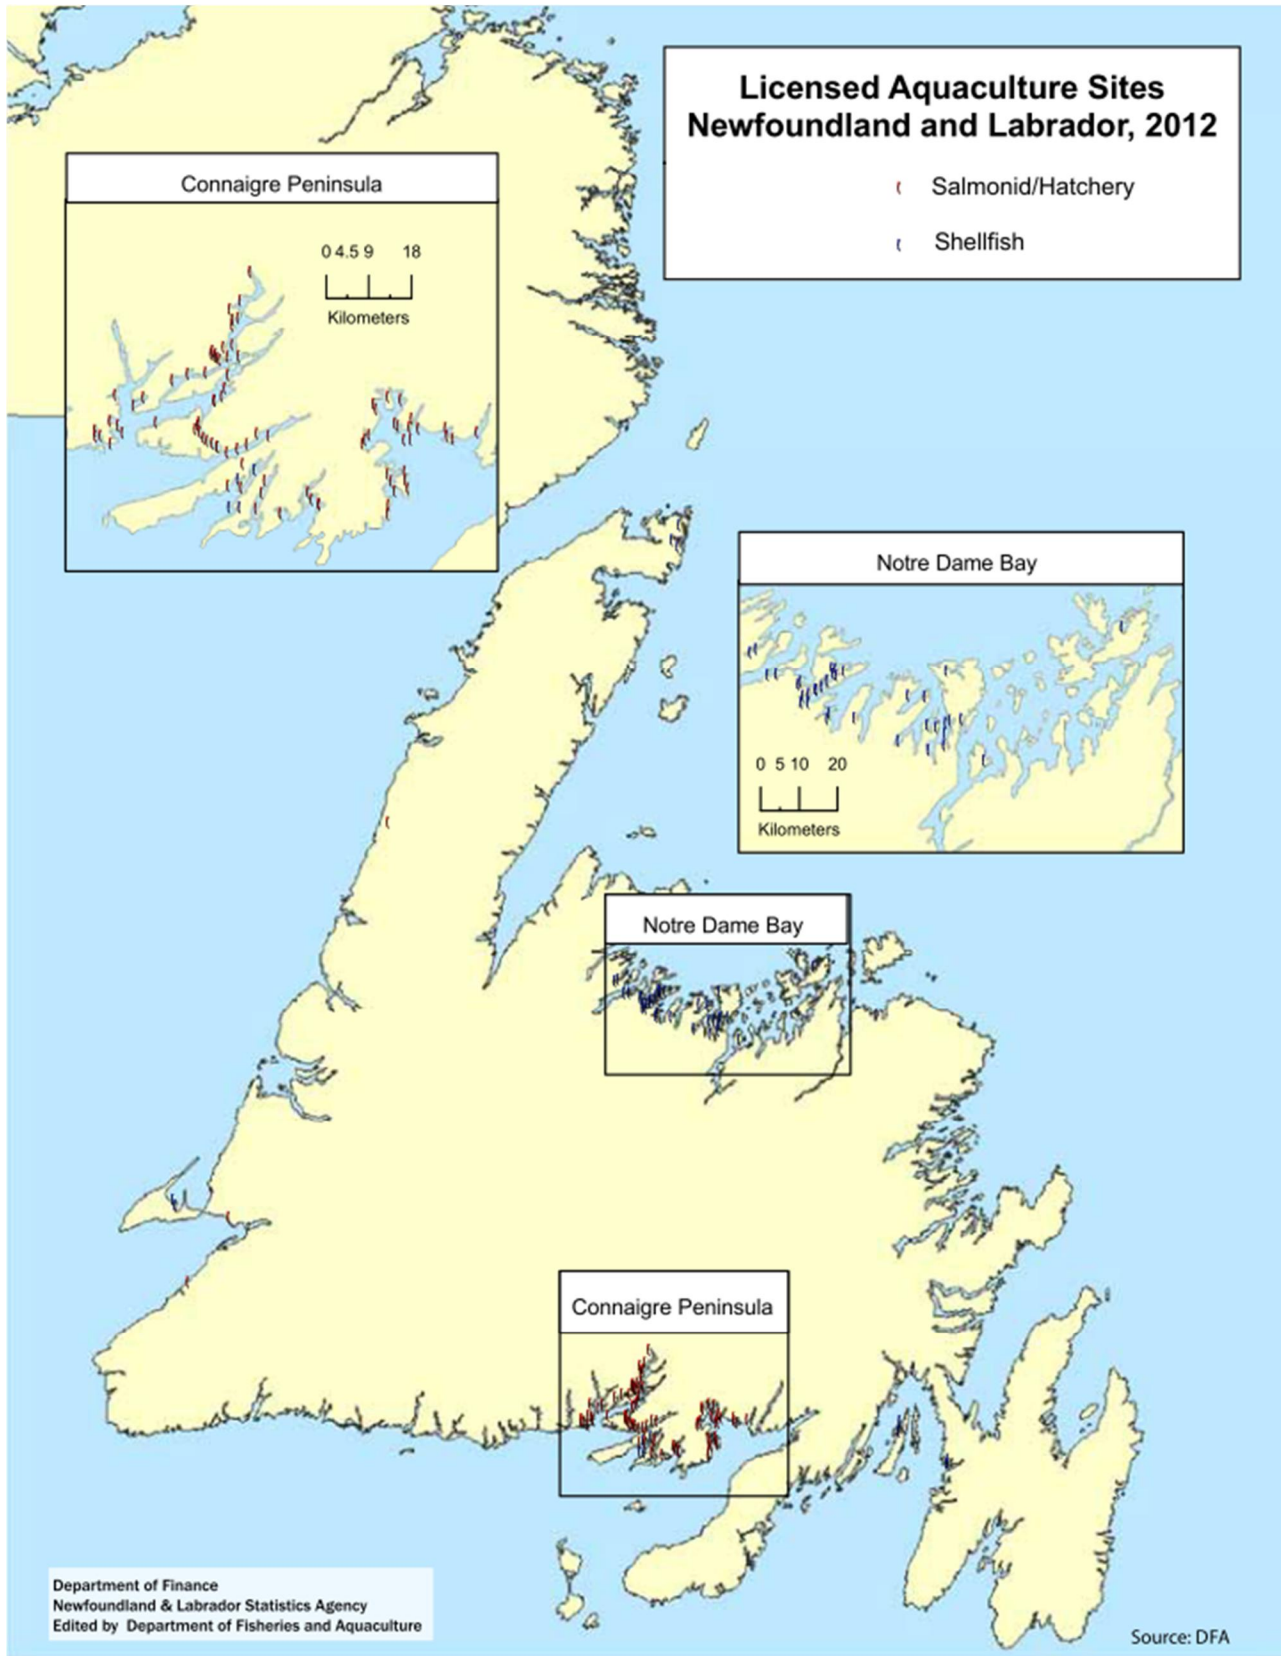 Licensed Aquaculture Sites
Newfoundland and Labrador, 2012
Salmonid/Hatchery
Shellfish
Connaigre Peninsula
0 4.5 9 18
Kilometers
Notre Dame Bay
0 5 10 20
Kilometers
Notre Dame Bay
Connaigre Peninsula
Department of Finance
Newfoundland & Labrador Statistics Agency
Edited by Department of Fisheries and Aquaculture
Source: DFA